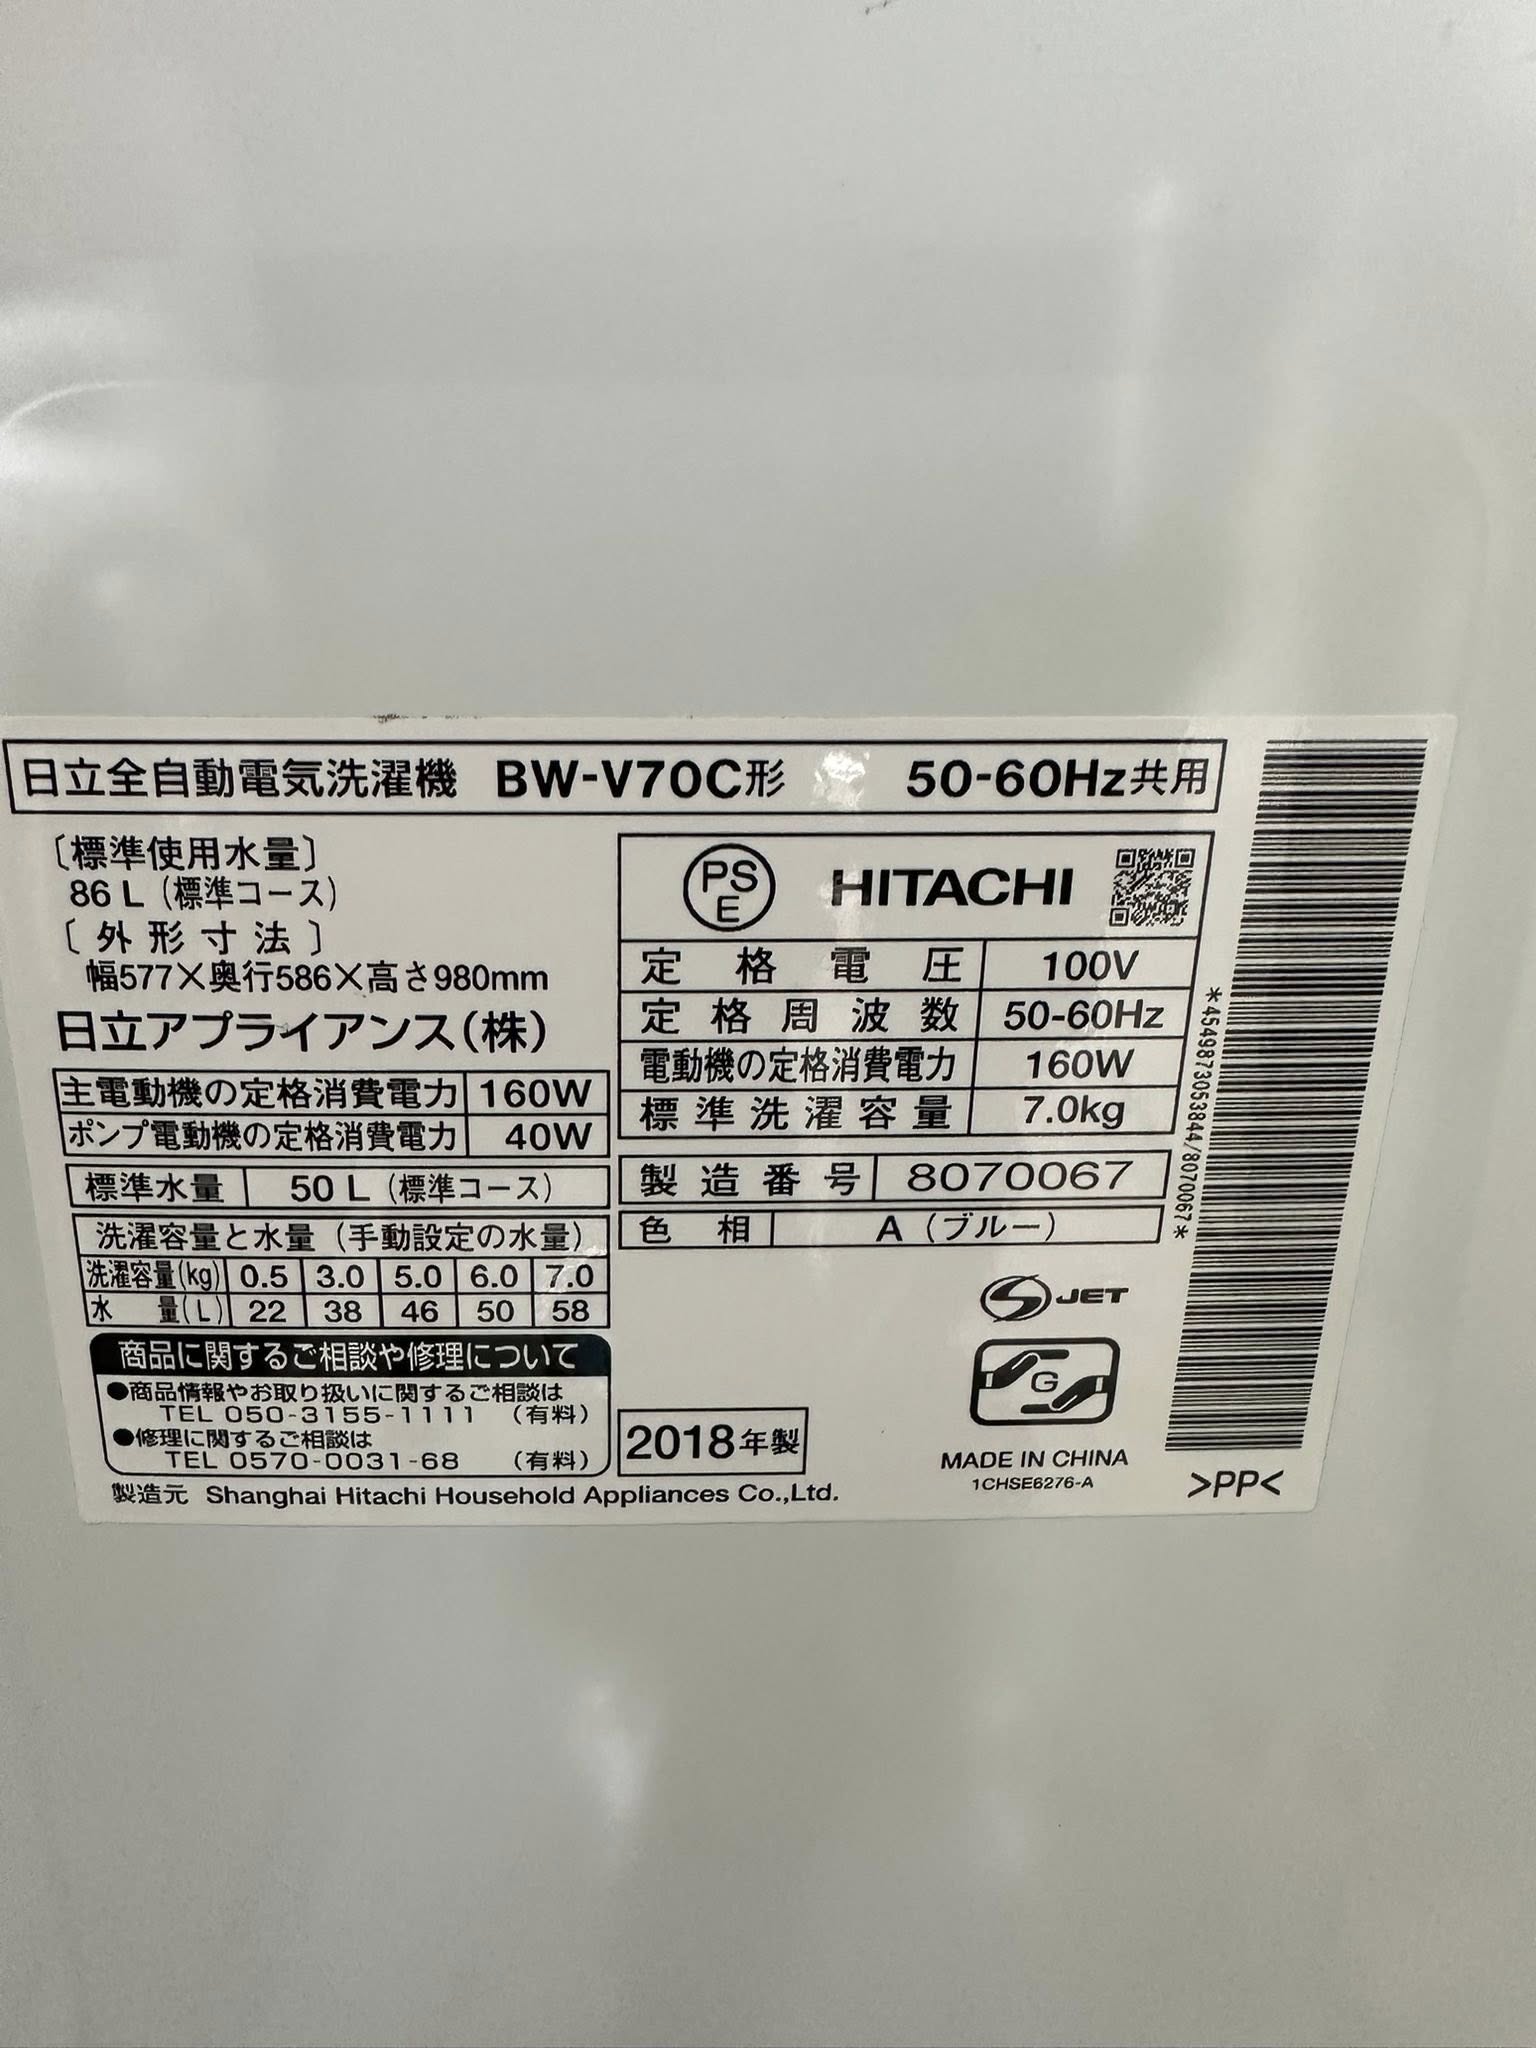 日立全自動電気洗濯機 BW-V70C形 50-60Hz共用
〔標準使用水量〕
86 L (標準コース)
〔外形寸法〕
幅577×奥行586×高さ980mm
日立アプライアンス(株)
主電動機の定格消費電力 160W
ポンプ電動機の定格消費電力 40W
標準水量 50 L (標準コース)
洗濯容量と水量 (手動設定の水量)
洗濯容量(kg) 0.5 3.0 5.0 6.0 7.0
水量(L) 22 38 46 50 58
商品に関するご相談や修理について
●商品情報やお取り扱いに関するご相談は
TEL 050-3155-1111 (有料)
●修理に関するご相談は
TEL 0570-0031-68 (有料)
製造元 Shanghai Hitachi Household Appliances Co.,Ltd.
PSE HITACHI
定格電圧 100V
定格周波数 50-60Hz
電動機の定格消費電力 160W
標準洗濯容量 7.0kg
製造番号 8070067
色相 A (ブルー)
S JET
G
2018年製
MADE IN CHINA
1CHSE6276-A
>PP<
*4549873053844/8070067*